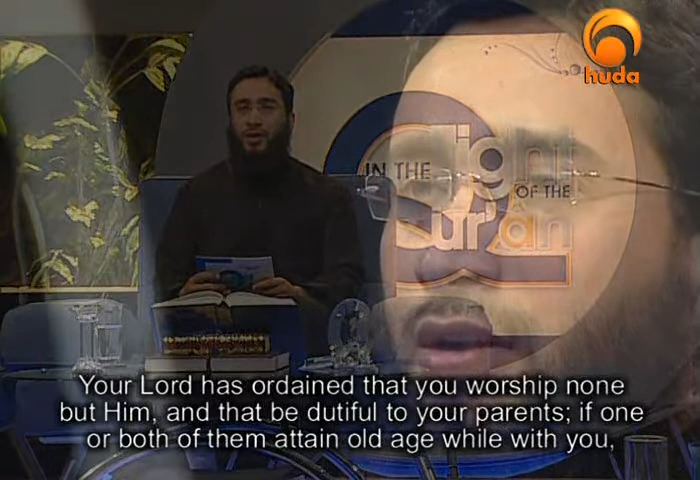 huda
IN THE
light
OF THE
Qur'an
Your Lord has ordained that you worship none
but Him, and that be dutiful to your parents; if one
or both of them attain old age while with you,